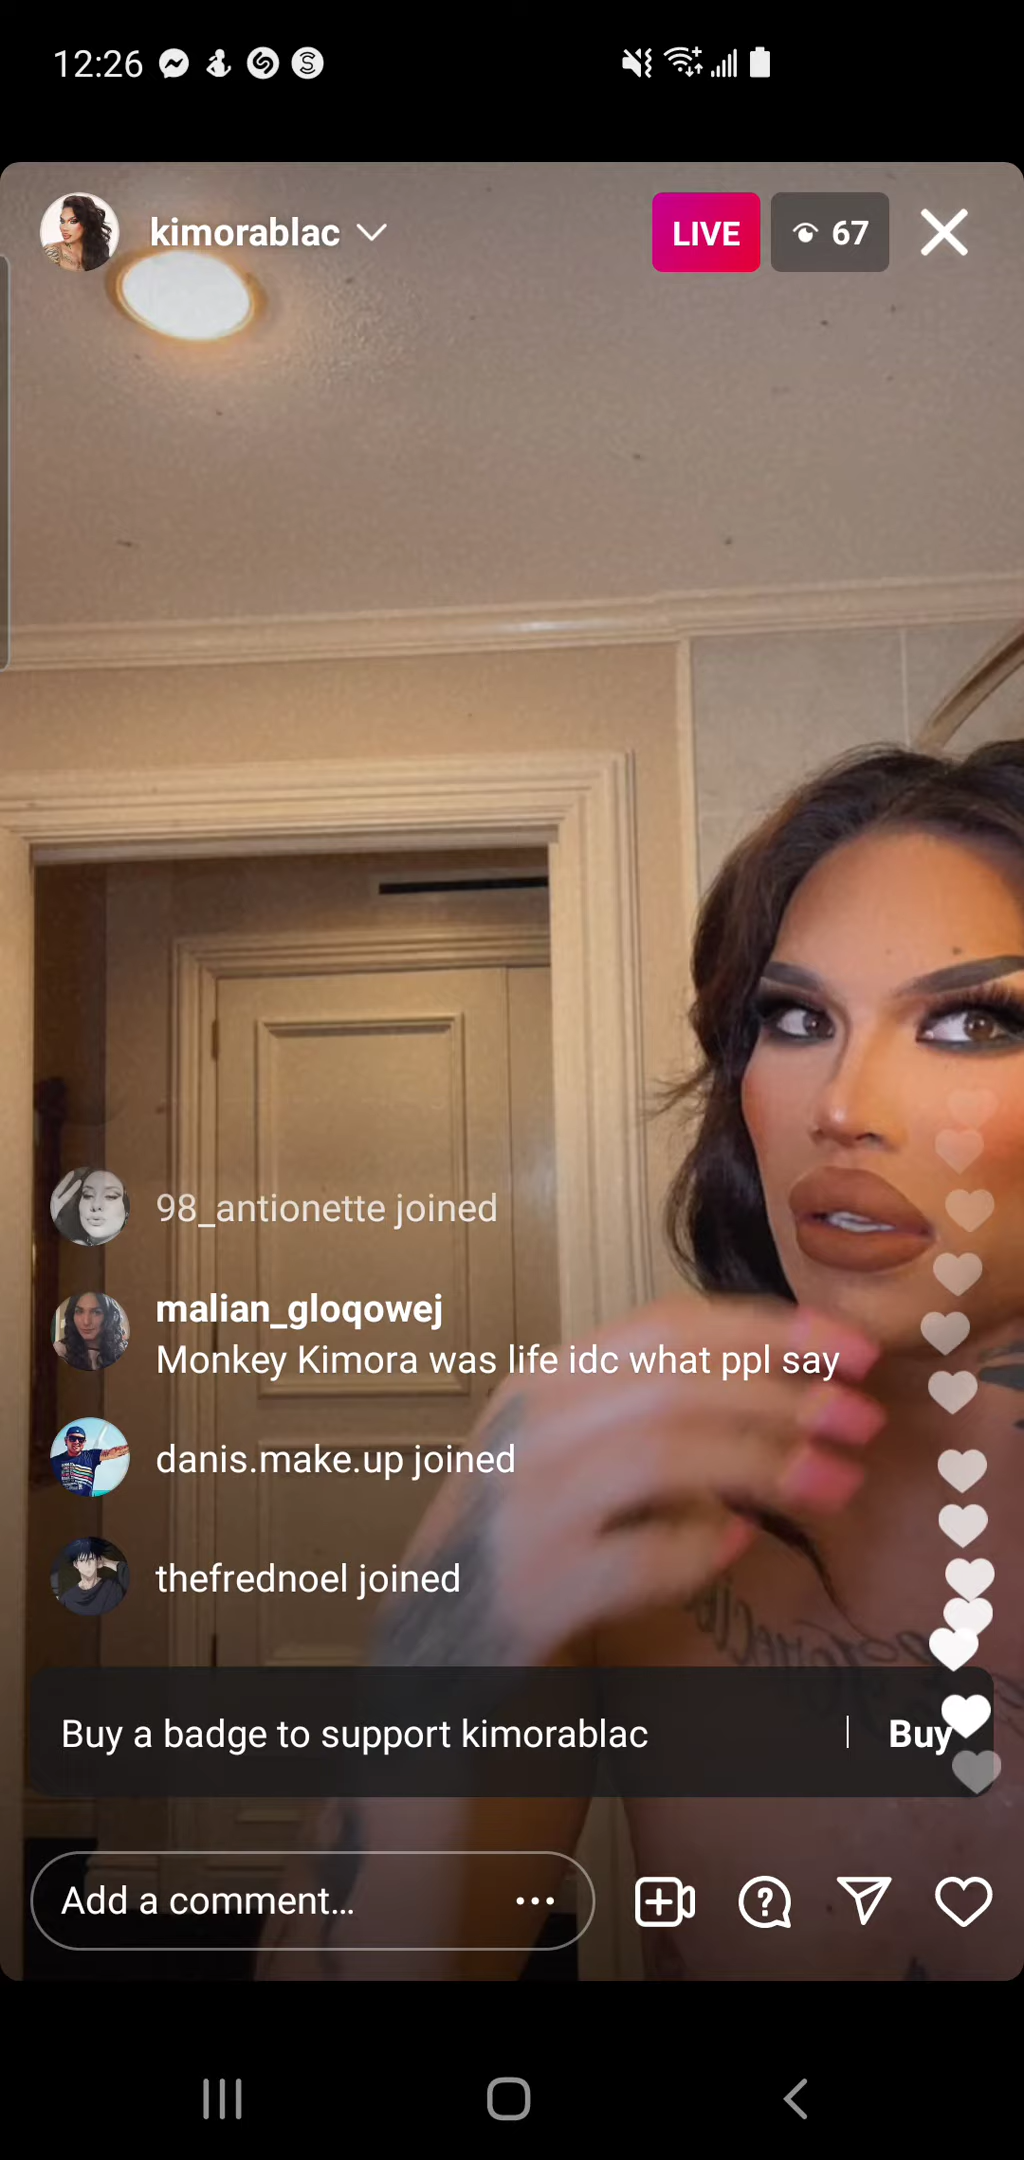 12:26
kimorablac
LIVE
67
98_antionette joined
malian_gloqowej
Monkey Kimora was life idc what ppl say
danis.make.up joined
thefrednoel joined
Buy a badge to support kimorablac
Buy
Add a comment...